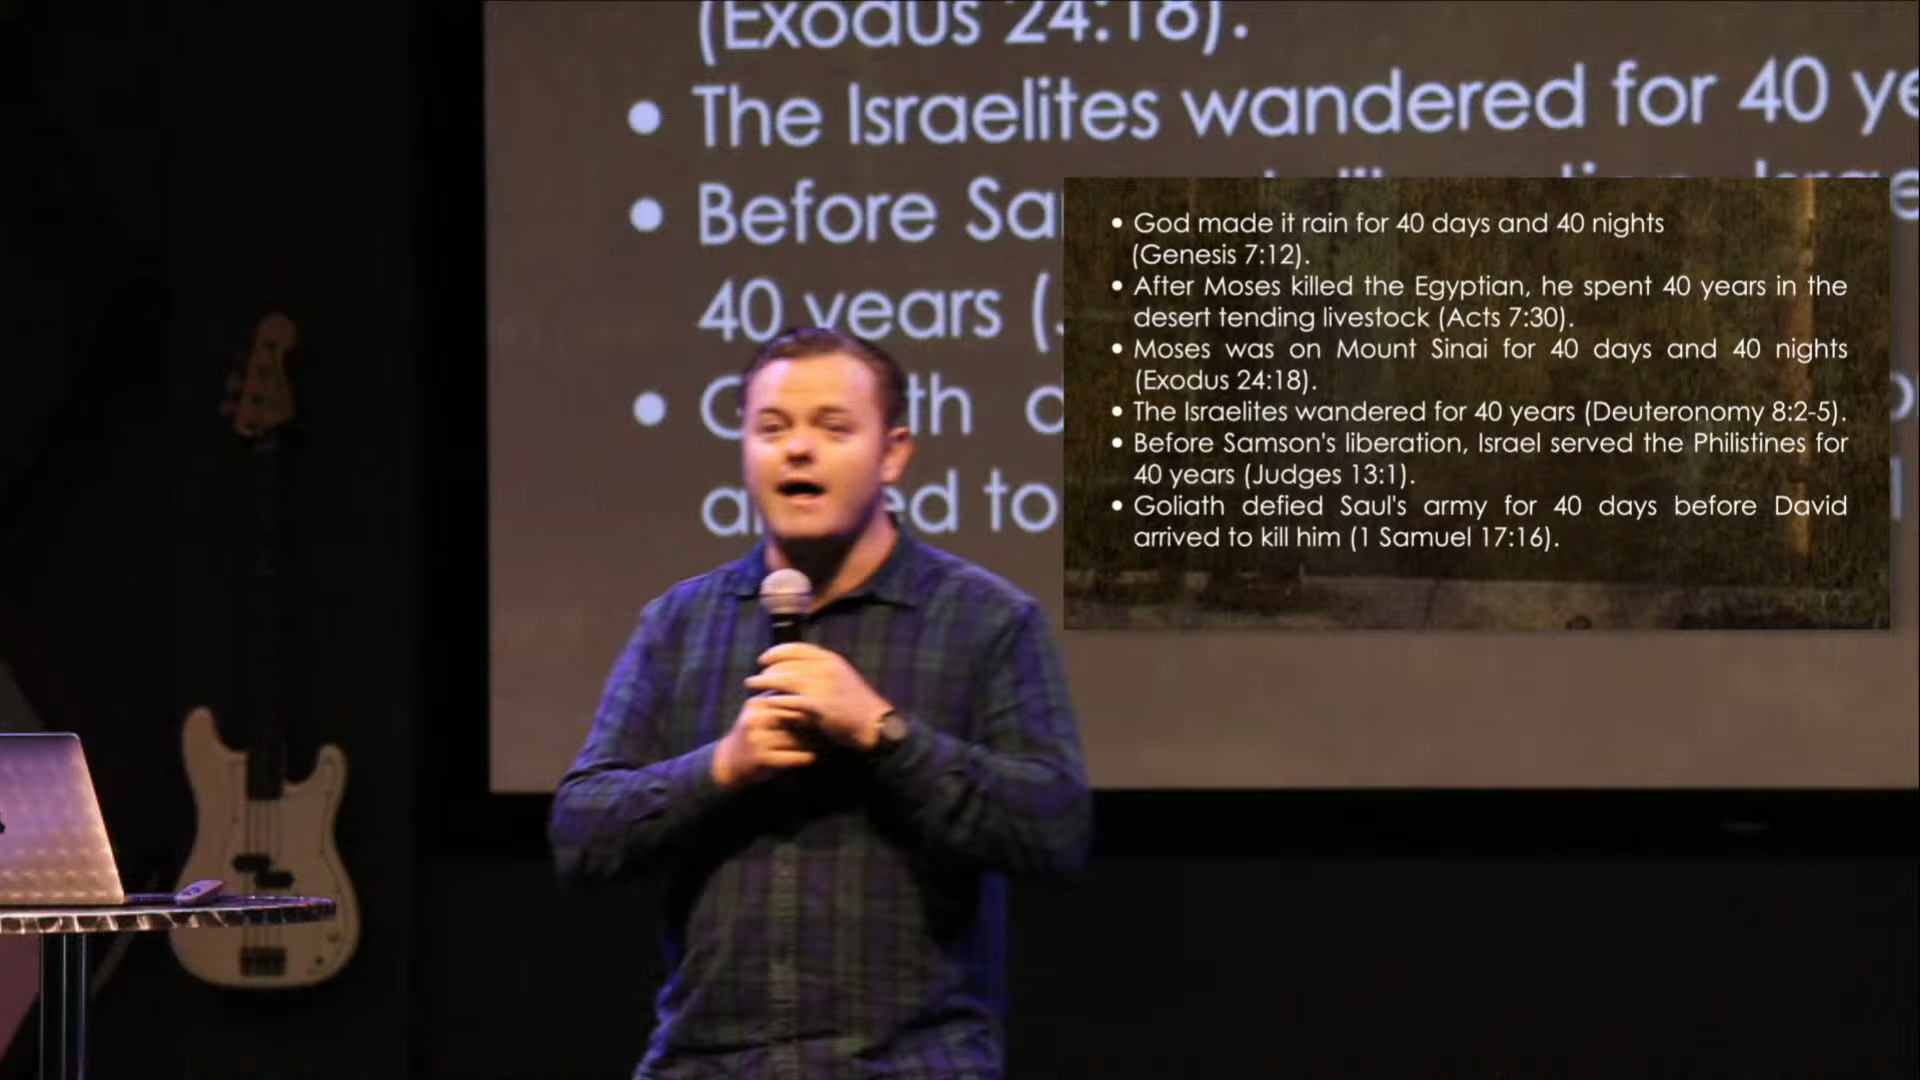 (Exodus 24:18).
• The Israelites wandered for 40
• Before
40 years
to
• God made it rain for 40 days and 40 nights
(Genesis 7:12).
• After Moses killed the Egyptian, he spent 40 years in the
desert tending livestock (Acts 7:30).
• Moses was on Mount Sinai for 40 days and 40 nights
(Exodus 24:18).
• The Israelites wandered for 40 years (Deuteronomy 8:2-5).
• Before Samson's liberation, Israel served the Philistines for
40 years (Judges 13:1).
• Goliath defied Saul's army for 40 days before David
arrived to kill him (1 Samuel 17:16).